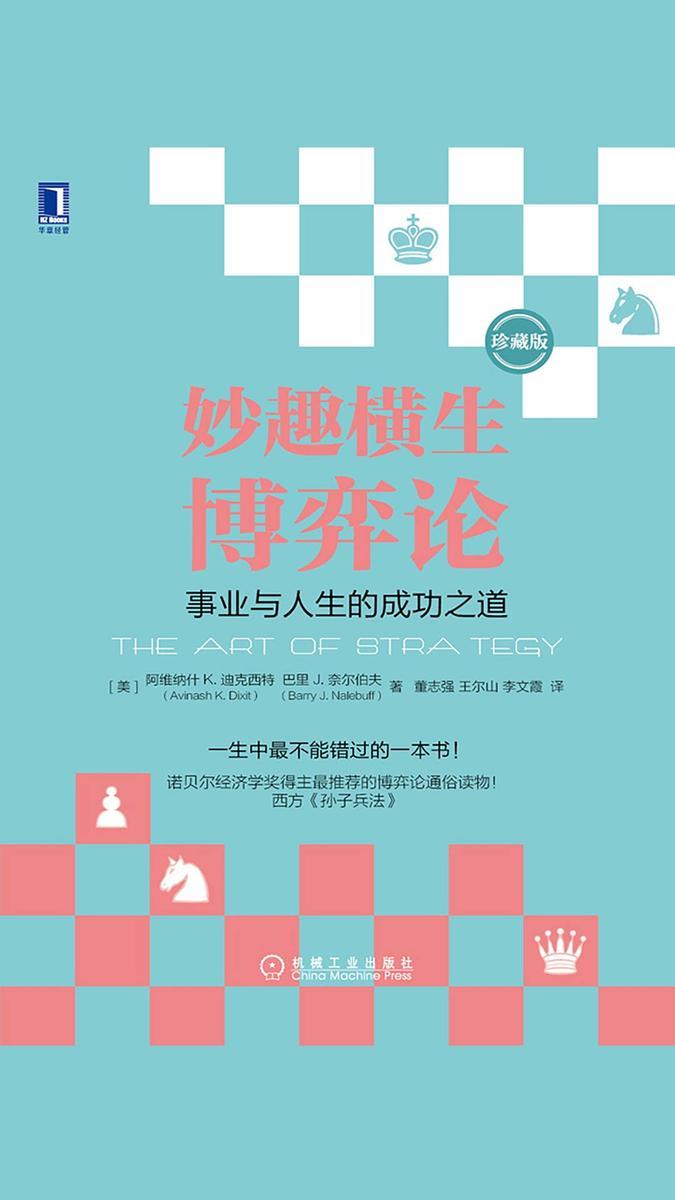 HZ Books
华章经管
珍藏版
妙趣横生
博弈论
事业与人生的成功之道
THE ART OF STRA TEGY
[美] 阿维纳什 K. 迪克西特 巴里 J. 奈尔伯夫 著 董志强 王尔山 李文霞 译
(Avinash K. Dixit) (Barry J. Nalebuff)
一生中最不能错过的一本书!
诺贝尔经济学奖得主最推荐的博弈论通俗读物!
西方《孙子兵法》
机械工业出版社
China Machine Press